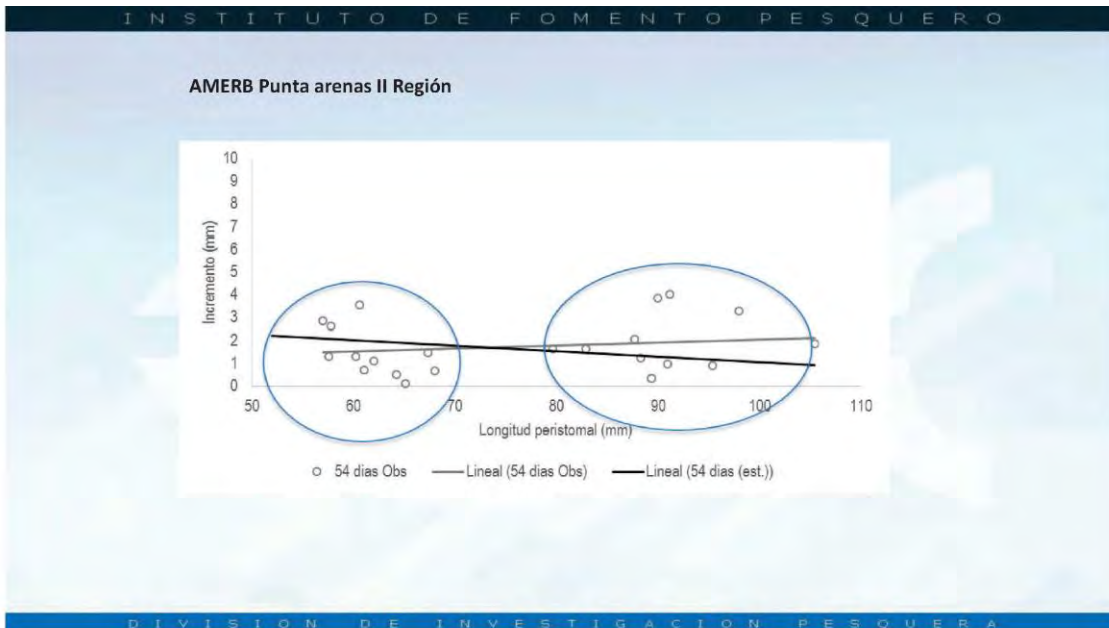 INSTITUTO DE FOMENTO PESQUERO
AMERB Punta arenas II Región
10
9
8
7
6
5
4
3
2
1
0
Incremento (mm)
50 60 70 80 90 100 110
Longitud peristomal (mm)
54 dias Obs Lineal (54 dias Obs) Lineal (54 dias (est.))
DIVISION DE INVESTIGACION PESQUERA